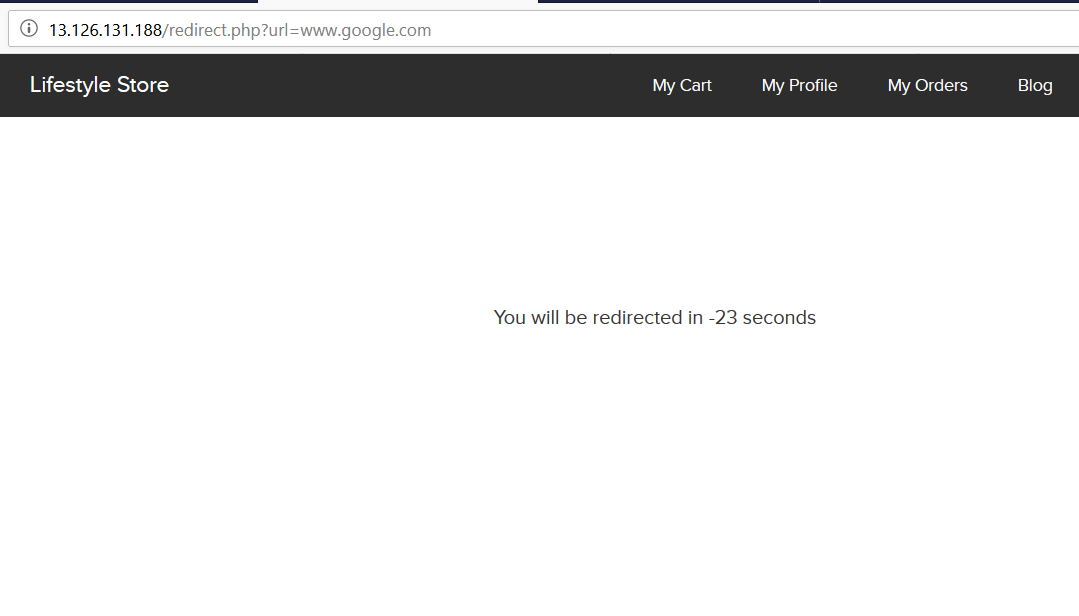 13.126.131.188/redirect.php?url=www.google.com
Lifestyle Store My Cart My Profile My Orders Blog
You will be redirected in -23 seconds